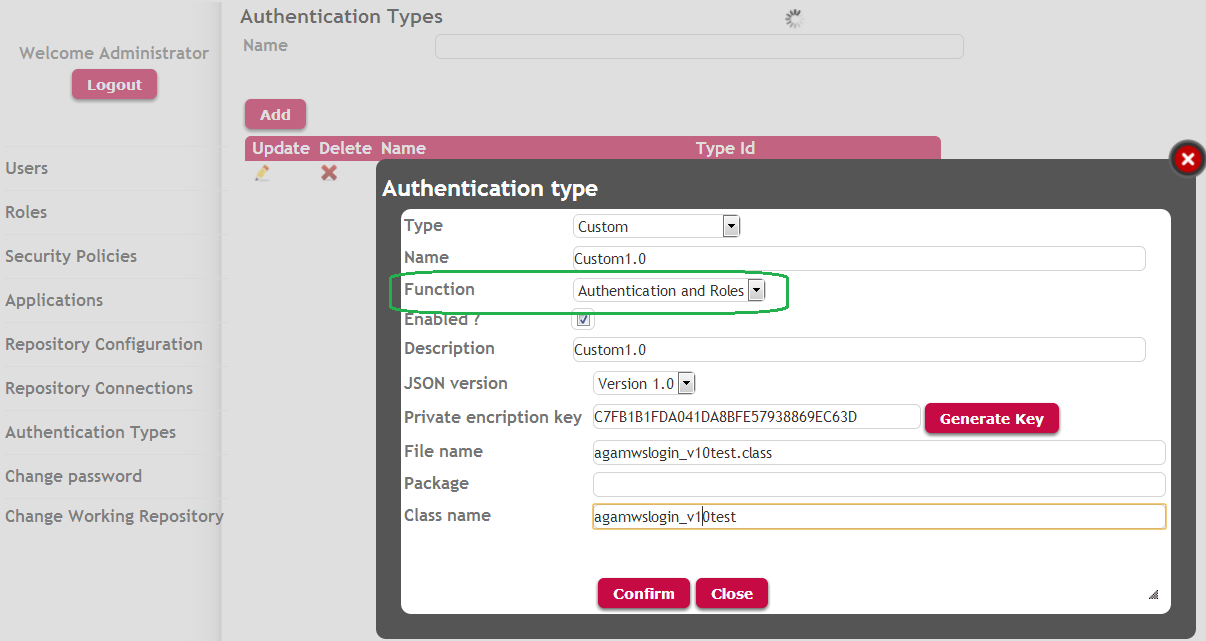 Authentication Types
Welcome Administrator
Logout
Name
Add
Update Delete Name Type Id
Users
Roles
Security Policies
Applications
Repository Configuration
Repository Connections
Authentication Types
Change password
Change Working Repository
Authentication type
Type Custom
Name Custom1.0
Function Authentication and Roles
Enabled ?
Description Custom1.0
JSON version Version 1.0
Private encription key C7FB1B1FDA041DA8BFE57938869EC63D Generate Key
File name agamwslogin_v10test.class
Package
Class name agamwslogin_v10test
Confirm Close